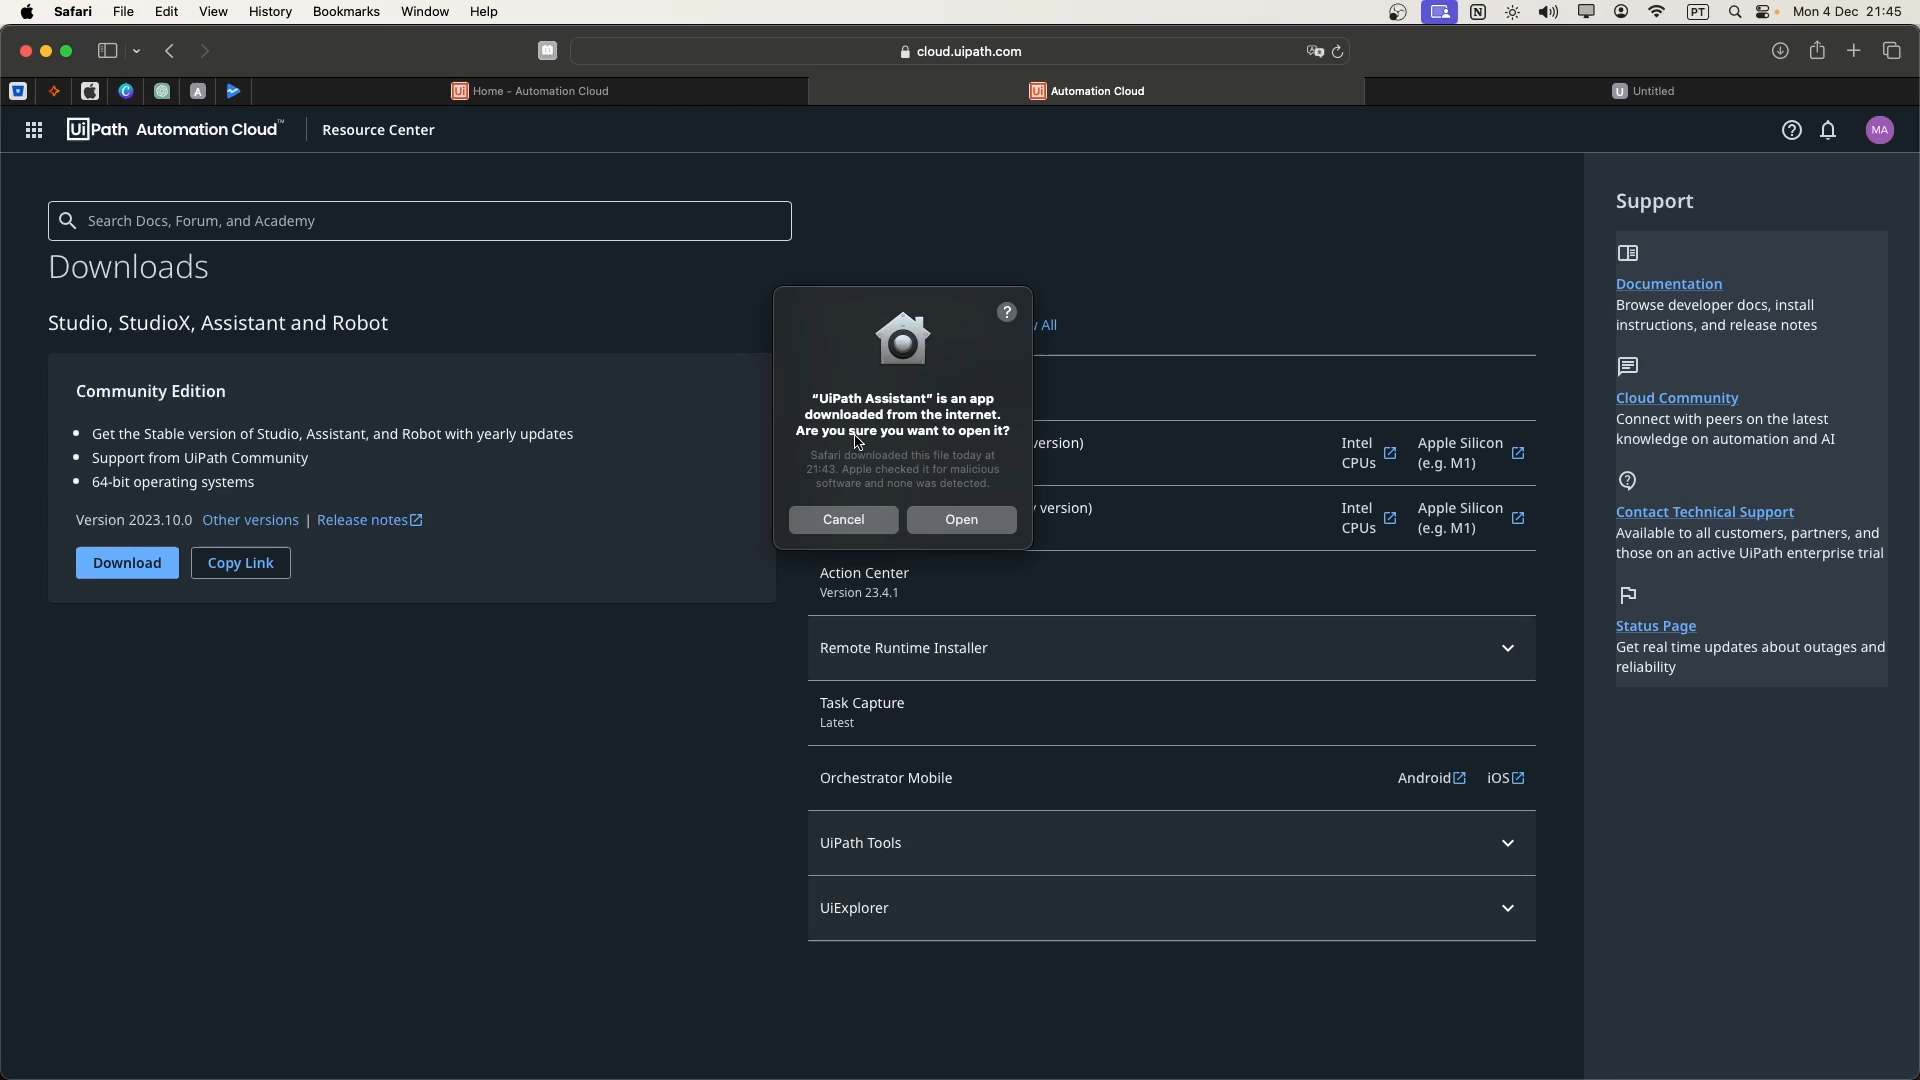 Safari File Edit View History Bookmarks Window Help
PT Mon 4 Dec 21:45
cloud.uipath.com
A
Ui Home - Automation Cloud
Ui Automation Cloud
U Untitled
UiPath Automation Cloud™ Resource Center
MA
Search Docs, Forum, and Academy
Downloads
Studio, StudioX, Assistant and Robot
Community Edition
• Get the Stable version of Studio, Assistant, and Robot with yearly updates
• Support from UiPath Community
• 64-bit operating systems
Version 2023.10.0 Other versions | Release notes
Download Copy Link
?
“UiPath Assistant” is an app
downloaded from the internet.
Are you sure you want to open it?
Safari downloaded this file today at
21:43. Apple checked it for malicious
software and none was detected.
Cancel Open
All
version) Intel CPUs Apple Silicon (e.g. M1)
version) Intel CPUs Apple Silicon (e.g. M1)
Action Center
Version 23.4.1
Remote Runtime Installer
Task Capture
Latest
Orchestrator Mobile Android iOS
UiPath Tools
UiExplorer
Support
Documentation
Browse developer docs, install
instructions, and release notes
Cloud Community
Connect with peers on the latest
knowledge on automation and AI
Contact Technical Support
Available to all customers, partners, and
those on an active UiPath enterprise trial
Status Page
Get real time updates about outages and
reliability